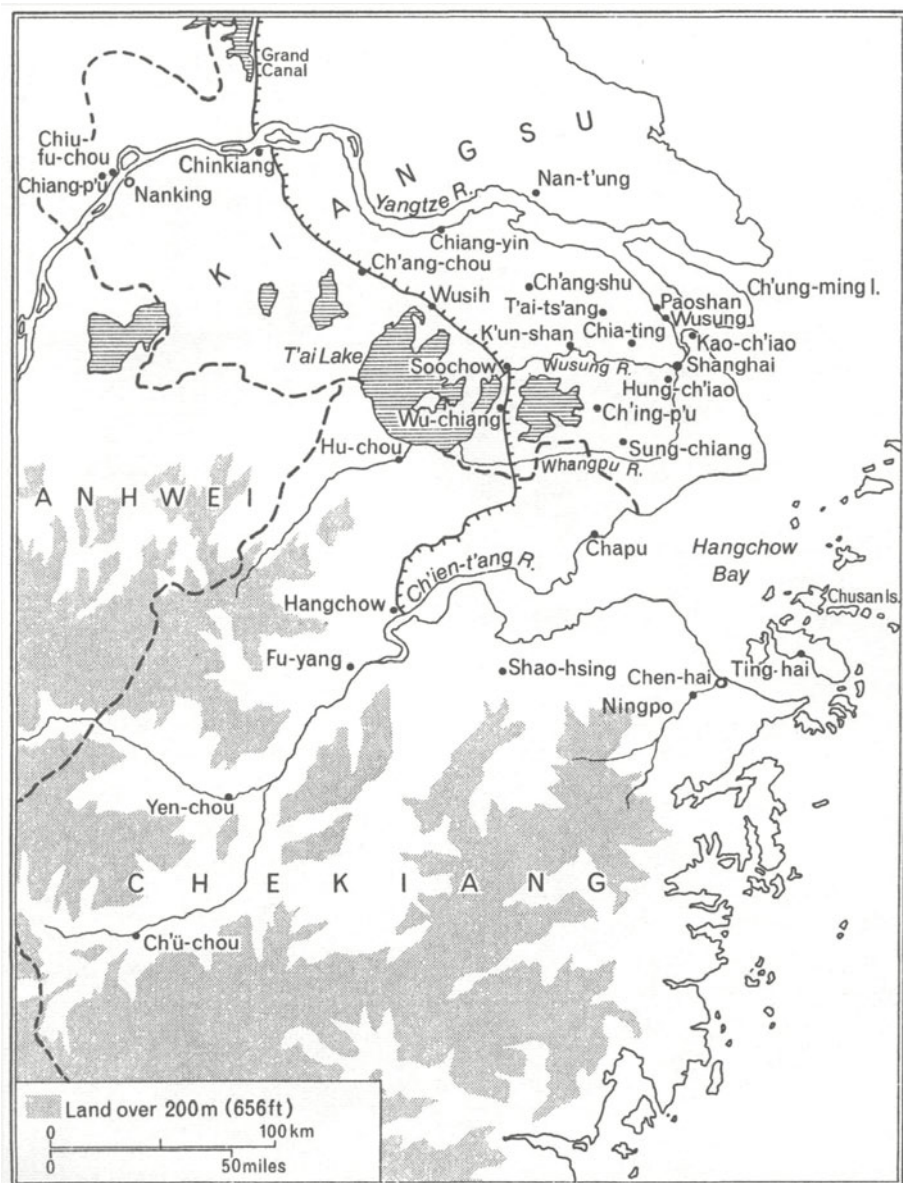 Grand
Canal
KIANGSU
Chiu-
fu-chou
Chiang-p'u
Nanking
Chinkiang
Yangtze R.
Nan-t'ung
Chiang-yin
Ch'ang-chou
Ch'ang-shu
Ch'ung-ming I.
Wusih
T'ai-ts'ang
Paoshan
Wusung
K'un-shan
Chia-ting
Kao-ch'iao
T'ai Lake
Soochow
Wusung R.
Shanghai
Hung-ch'iao
Wu-chiang
Ch'ing-p'u
Hu-chou
Sung-chiang
Whangpu R.
ANHWEI
Chapu
Hangchow
Bay
Ch'ien-t'ang R.
Hangchow
Chusan Is.
Fu-yang
Shao-hsing
Chen-hai
Ting-hai
Ningpo
Yen-chou
CHEKIANG
Ch'ü-chou
Land over 200m (656ft)
0 100 km
0 50 miles